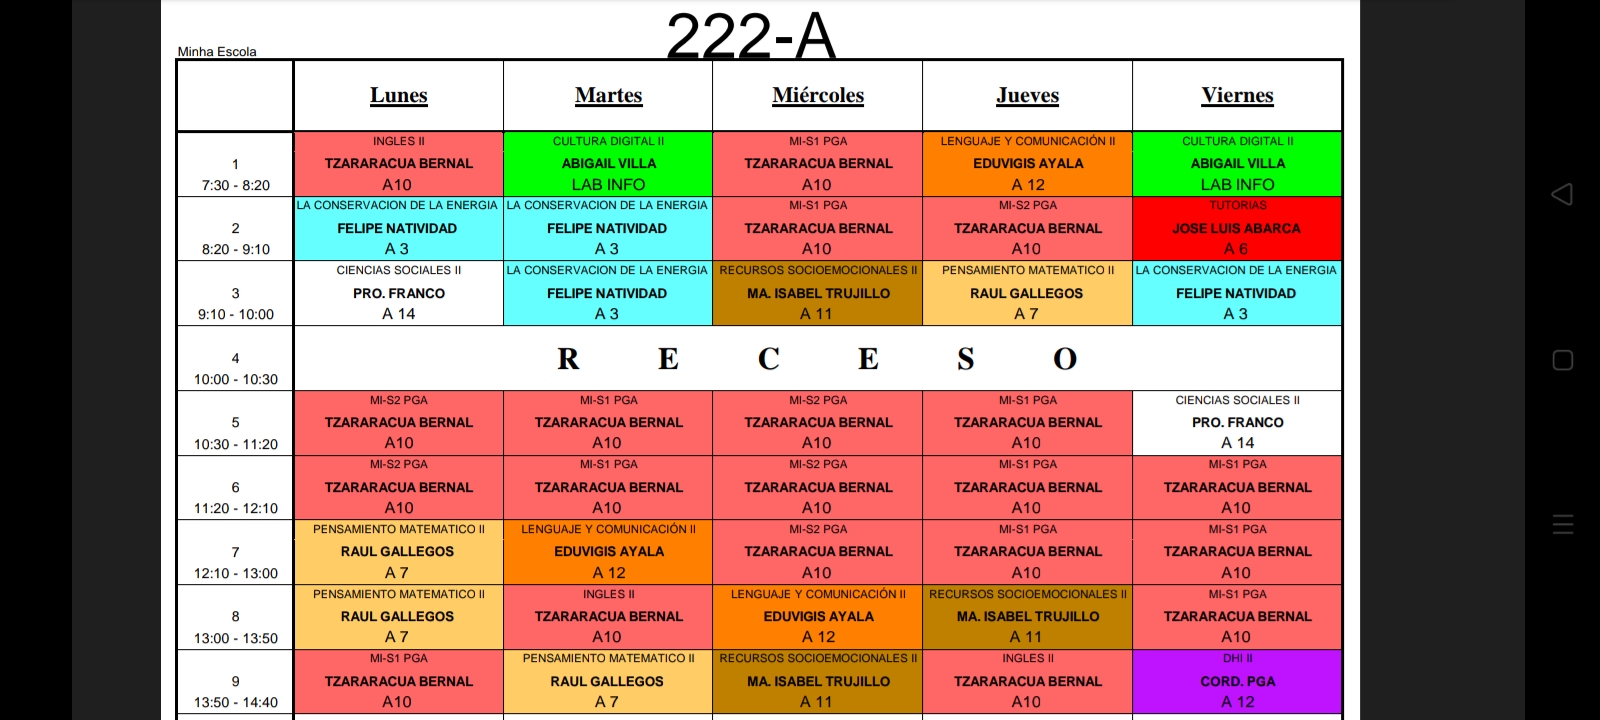 222-A
Minha Escola
Lunes Martes Miércoles Jueves Viernes
INGLES II CULTURA DIGITAL II MI-S1 PGA LENGUAJE Y COMUNICACIÓN II CULTURA DIGITAL II
1 TZARARACUA BERNAL ABIGAIL VILLA TZARARACUA BERNAL EDUVIGIS AYALA ABIGAIL VILLA
7:30 - 8:20 A10 LAB INFO A10 A 12 LAB INFO
LA CONSERVACION DE LA ENERGIA LA CONSERVACION DE LA ENERGIA MI-S1 PGA MI-S2 PGA TUTORIAS
2 FELIPE NATIVIDAD FELIPE NATIVIDAD TZARARACUA BERNAL TZARARACUA BERNAL JOSE LUIS ABARCA
8:20 - 9:10 A 3 A 3 A10 A10 A 6
CIENCIAS SOCIALES II LA CONSERVACION DE LA ENERGIA RECURSOS SOCIOEMOCIONALES II PENSAMIENTO MATEMATICO II LA CONSERVACION DE LA ENERGIA
3 PRO. FRANCO FELIPE NATIVIDAD MA. ISABEL TRUJILLO RAUL GALLEGOS FELIPE NATIVIDAD
9:10 - 10:00 A 14 A 3 A 11 A 7 A 3
4 R E C E S O
10:00 - 10:30
MI-S2 PGA MI-S1 PGA MI-S2 PGA MI-S1 PGA CIENCIAS SOCIALES II
5 TZARARACUA BERNAL TZARARACUA BERNAL TZARARACUA BERNAL TZARARACUA BERNAL PRO. FRANCO
10:30 - 11:20 A10 A10 A10 A10 A 14
MI-S2 PGA MI-S1 PGA MI-S2 PGA MI-S1 PGA MI-S1 PGA
6 TZARARACUA BERNAL TZARARACUA BERNAL TZARARACUA BERNAL TZARARACUA BERNAL TZARARACUA BERNAL
11:20 - 12:10 A10 A10 A10 A10 A10
PENSAMIENTO MATEMATICO II LENGUAJE Y COMUNICACIÓN II MI-S2 PGA MI-S1 PGA MI-S1 PGA
7 RAUL GALLEGOS EDUVIGIS AYALA TZARARACUA BERNAL TZARARACUA BERNAL TZARARACUA BERNAL
12:10 - 13:00 A 7 A 12 A10 A10 A10
PENSAMIENTO MATEMATICO II INGLES II LENGUAJE Y COMUNICACIÓN II RECURSOS SOCIOEMOCIONALES II MI-S1 PGA
8 RAUL GALLEGOS TZARARACUA BERNAL EDUVIGIS AYALA MA. ISABEL TRUJILLO TZARARACUA BERNAL
13:00 - 13:50 A 7 A10 A 12 A 11 A10
MI-S1 PGA PENSAMIENTO MATEMATICO II RECURSOS SOCIOEMOCIONALES II INGLES II DHI II
9 TZARARACUA BERNAL RAUL GALLEGOS MA. ISABEL TRUJILLO TZARARACUA BERNAL CORD. PGA
13:50 - 14:40 A10 A 7 A 11 A10 A 12